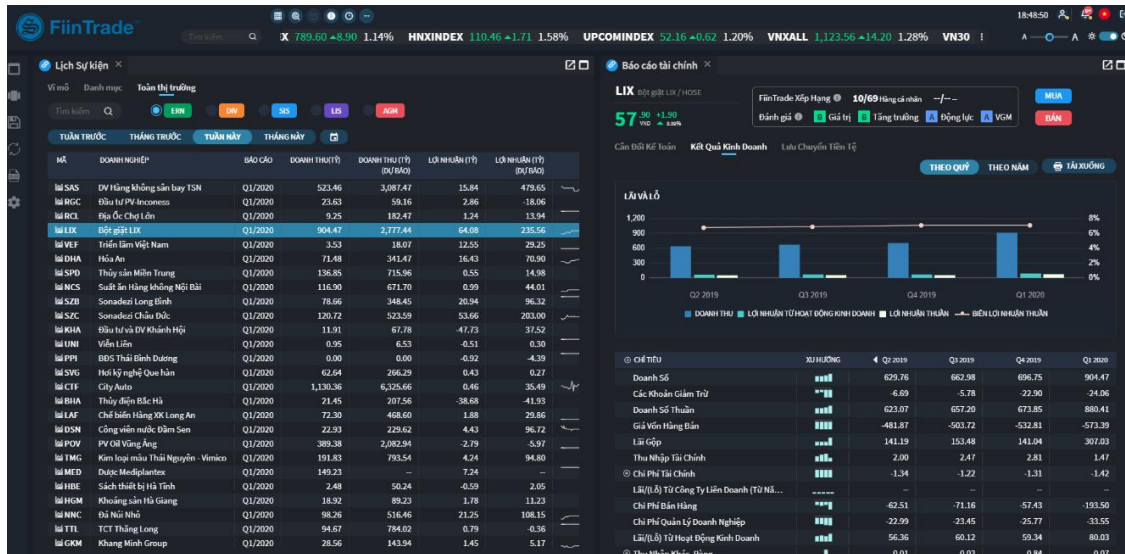 18:48:50
FiinTrade
Tìm kiếm
X 789.60 8.90 1.14% HNXINDEX 110.46 1.71 1.58% UPCOMINDEX 52.16 0.62 1.20% VNXALL 1,123.56 14.20 1.28% VN30
A A
Lịch Sự kiện
Vĩ mô Danh mục Toàn thị trường
Tìm kiếm ERN DIV SIS LIS AGM
TUẦN TRƯỚC THÁNG TRƯỚC TUẦN NÀY THÁNG NÀY
MÃ DOANH NGHIỆP BÁO CÁO DOANH THU(TỶ) DOANH THU (TỶ) (DỰ BÁO) LỢI NHUẬN (TỶ) LỢI NHUẬN (TỶ) (DỰ BÁO)
SAS DV Hàng không sân bay TSN Q1/2020 523.46 3,087.47 15.84 479.65
RGC Đầu tư PV-Inconess Q1/2020 23.63 59.16 2.86 -18.06
RCL Địa Ốc Chợ Lớn Q1/2020 9.25 182.47 1.24 13.94
LIX Bột giặt LIX Q1/2020 904.47 2,777.44 64.08 235.56
VEF Triển lãm Việt Nam Q1/2020 3.53 18.07 12.55 29.25
DHA Hóa An Q1/2020 71.48 341.47 16.43 70.90
SPD Thủy sản Miền Trung Q1/2020 136.85 715.96 0.55 14.98
NCS Suất ăn Hàng không Nội Bài Q1/2020 116.90 671.70 0.99 44.01
SZB Sonadezi Long Bình Q1/2020 78.66 348.45 20.94 96.32
SZC Sonadezi Châu Đức Q1/2020 120.72 523.59 53.66 203.00
KHA Đầu tư và DV Khánh Hội Q1/2020 11.91 67.78 -47.73 37.52
UNI Viễn Liên Q1/2020 0.95 6.53 -0.51 0.30
PPI BĐS Thái Bình Dương Q1/2020 0.00 0.00 -0.92 -4.39
SVG Hơi kỹ nghệ Que hàn Q1/2020 62.64 266.29 0.43 0.27
CTF City Auto Q1/2020 1,130.36 6,325.66 0.46 35.49
BHA Thủy điện Bắc Hà Q1/2020 21.45 207.56 -38.68 -41.93
LAF Chế biến Hàng XK Long An Q1/2020 72.30 468.60 1.88 29.86
DSN Công viên nước Đầm Sen Q1/2020 22.93 229.62 4.43 96.72
POV PV Oil Vũng Áng Q1/2020 389.38 2,082.94 -2.79 -5.97
TMG Kim loại màu Thái Nguyên - Vimico Q1/2020 191.83 793.54 4.24 94.80
MED Dược Mediplantex Q1/2020 149.23 -- 7.24 --
HBE Sách thiết bị Hà Tĩnh Q1/2020 2.48 50.24 -0.59 2.05
HGM Khoáng sản Hà Giang Q1/2020 18.92 89.23 1.78 11.23
NNC Đá Núi Nhỏ Q1/2020 98.26 516.46 21.25 108.15
TTL TCT Thăng Long Q1/2020 94.67 784.02 0.79 -0.36
GKM Khang Minh Group Q1/2020 28.56 143.94 1.45 5.17
Báo cáo tài chính
LIX Bột giặt LIX / HOSE
57.90 +1.90
VND
FiinTrade Xếp Hạng 10/69 Hàng cá nhân --/--
Đánh giá Giá trị Tăng trưởng A Động lực A VGM
MUA
BÁN
Cân Đối Kế Toán Kết Quả Kinh Doanh Lưu Chuyển Tiền Tệ
THEO QUÝ THEO NĂM TẢI XUỐNG
LÃI VÀ LỖ
1,200 8%
900 6%
600 4%
300 2%
0 0%
Q2 2019 Q3 2019 Q4 2019 Q1 2020
DOANH THU LỢI NHUẬN TỪ HOẠT ĐỘNG KINH DOANH LỢI NHUẬN THUẦN BIÊN LỢI NHUẬN THUẦN
CHỈ TIÊU XU HƯỚNG Q2 2019 Q3 2019 Q4 2019 Q1 2020
Doanh Số 629.76 662.98 696.75 904.47
Các Khoản Giảm Trừ -6.69 -5.78 -22.90 -24.06
Doanh Số Thuần 623.07 657.20 673.85 880.41
Giá Vốn Hàng Bán -481.87 -503.72 -532.81 -573.39
Lãi Gộp 141.19 153.48 141.04 307.03
Thu Nhập Tài Chính 2.00 2.47 2.81 1.47
Chi Phí Tài Chính -1.34 -1.22 -1.31 -1.42
Lãi/(Lỗ) Từ Công Ty Liên Doanh (Từ Nă... -- -- -- --
Chi Phí Bán Hàng -62.51 -71.16 -57.43 -193.50
Chi Phí Quản Lý Doanh Nghiệp -22.99 -23.45 -25.77 -33.55
Lãi/(Lỗ) Từ Hoạt Động Kinh Doanh 56.36 60.12 59.34 80.03